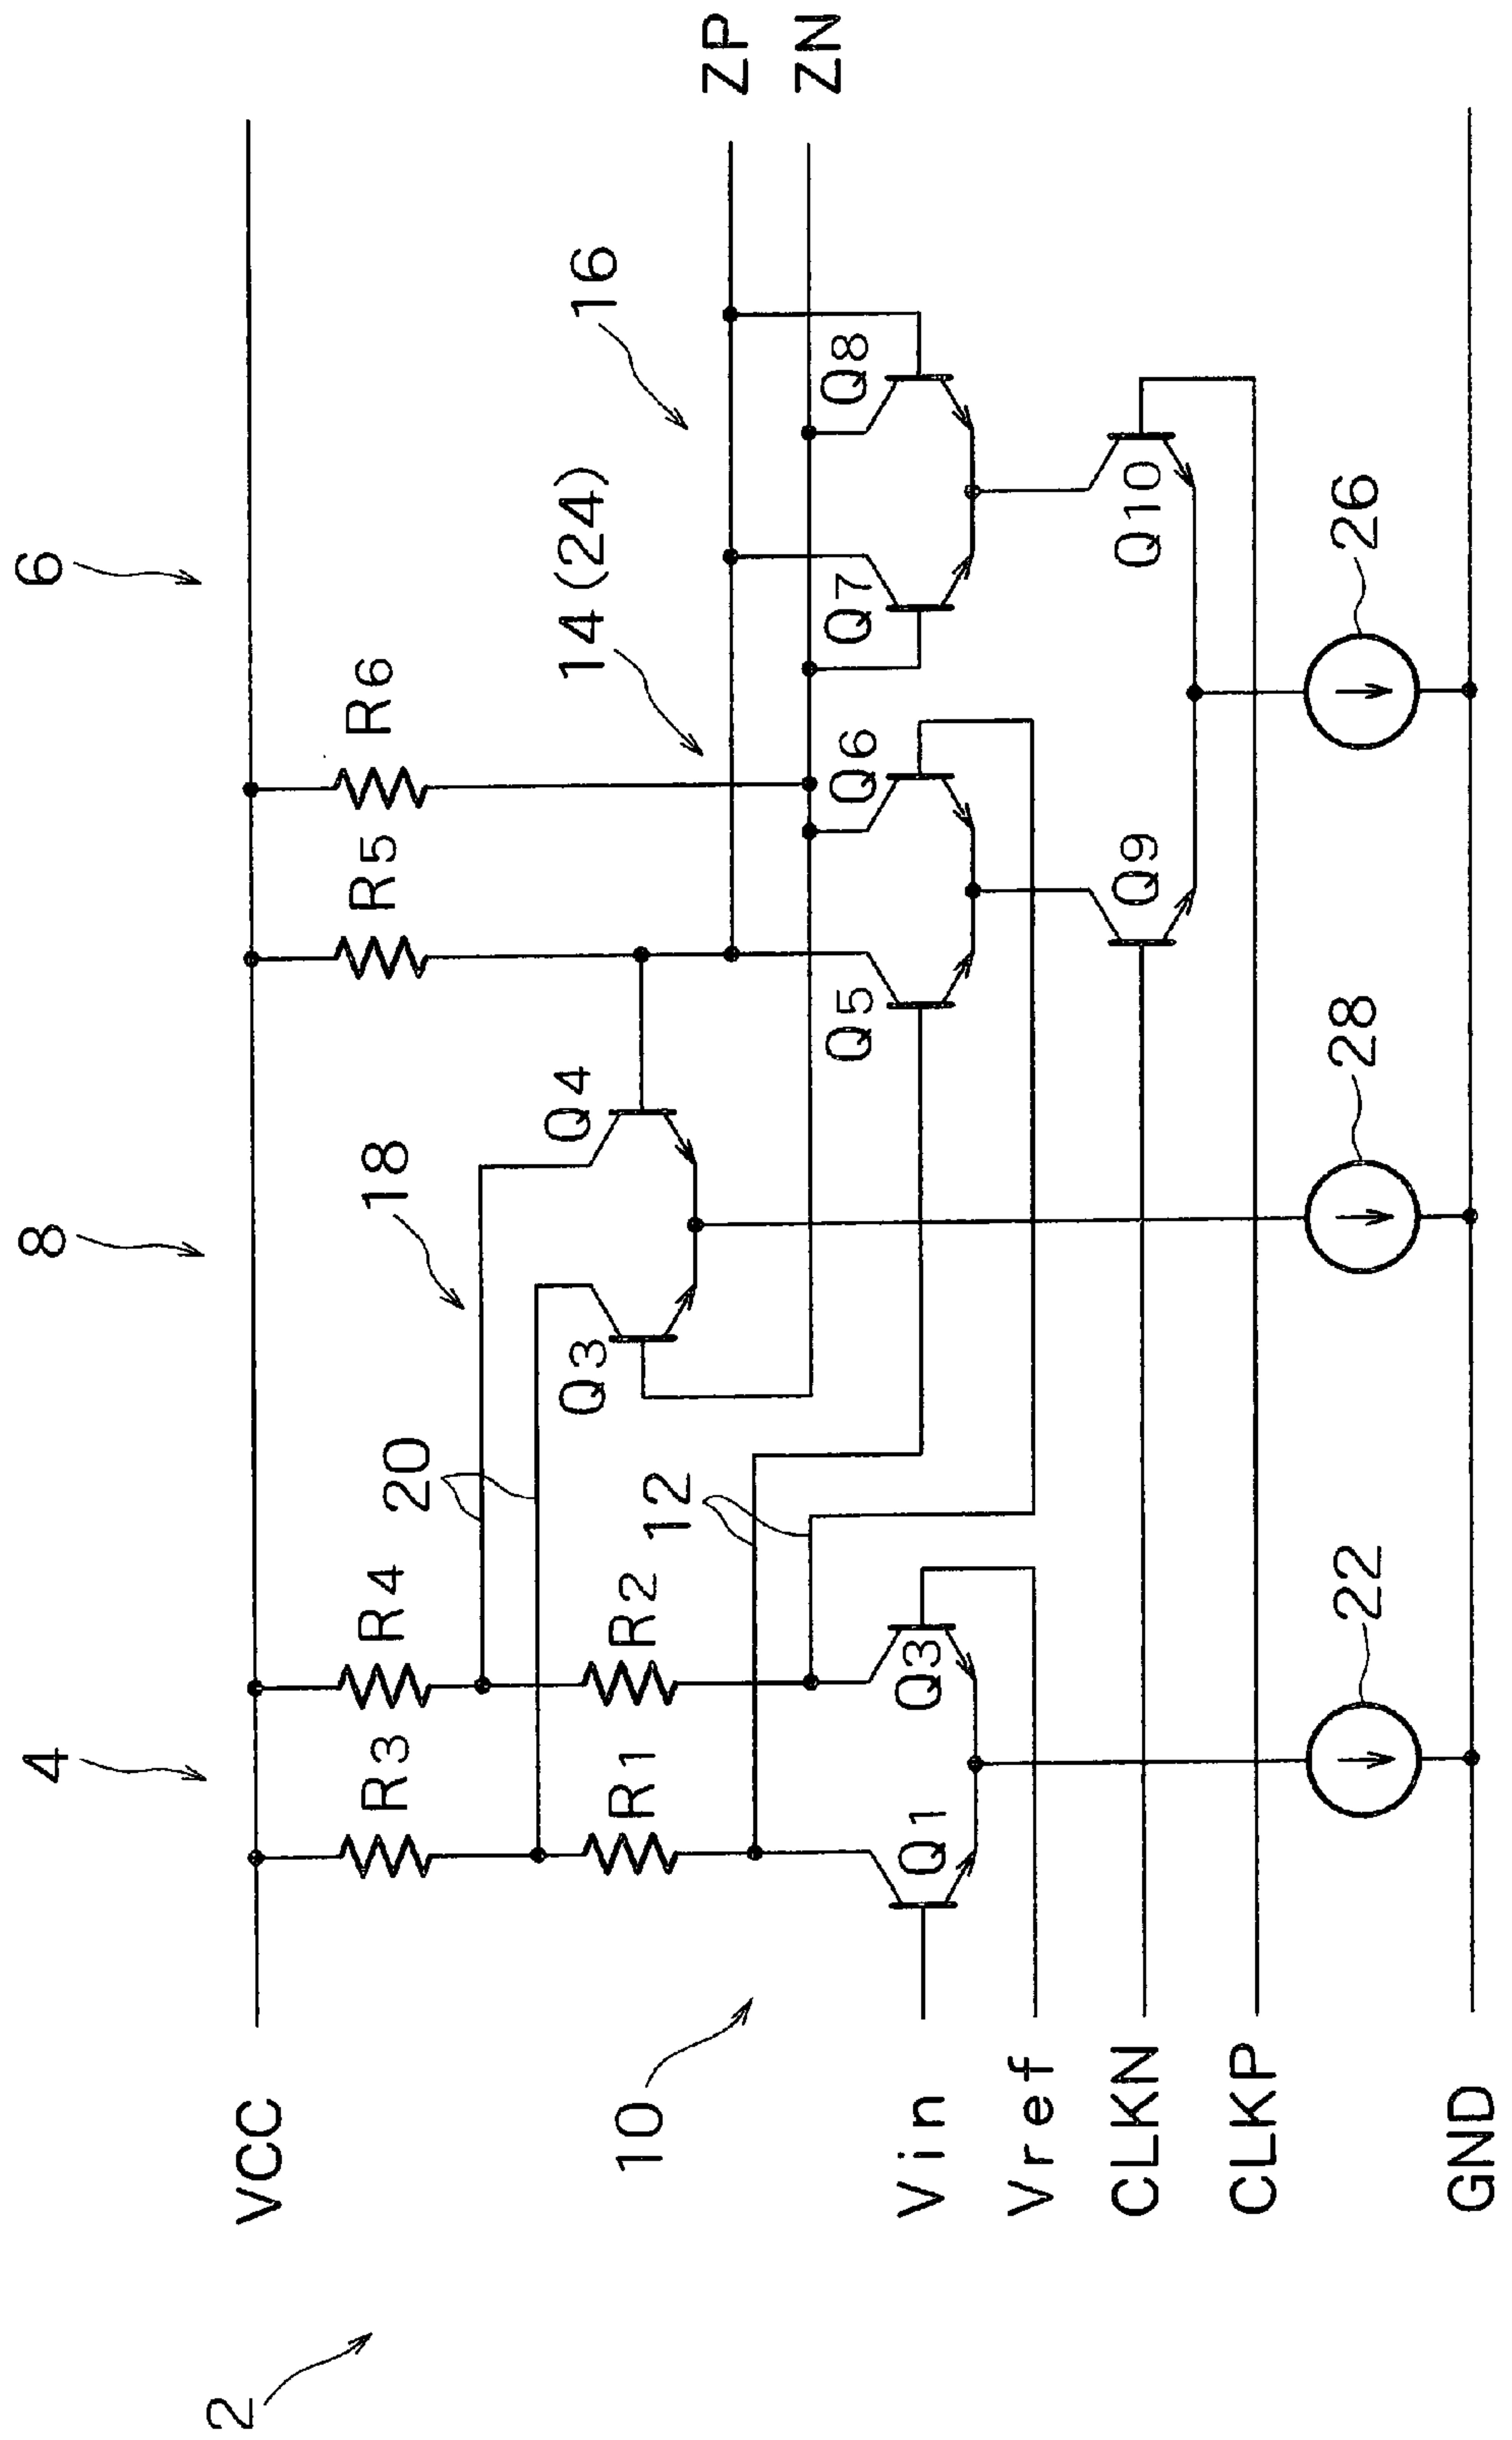 2
4
8
6
VCC
R3
R4
R5
R6
20
18
14(24)
16
R1
R2
12
Q3
Q4
ZP
ZN
10
Q1
Q3
Q5
Q6
Q7
Q8
Vin
Vref
CLKN
Q9
Q10
CLKP
22
28
26
GND